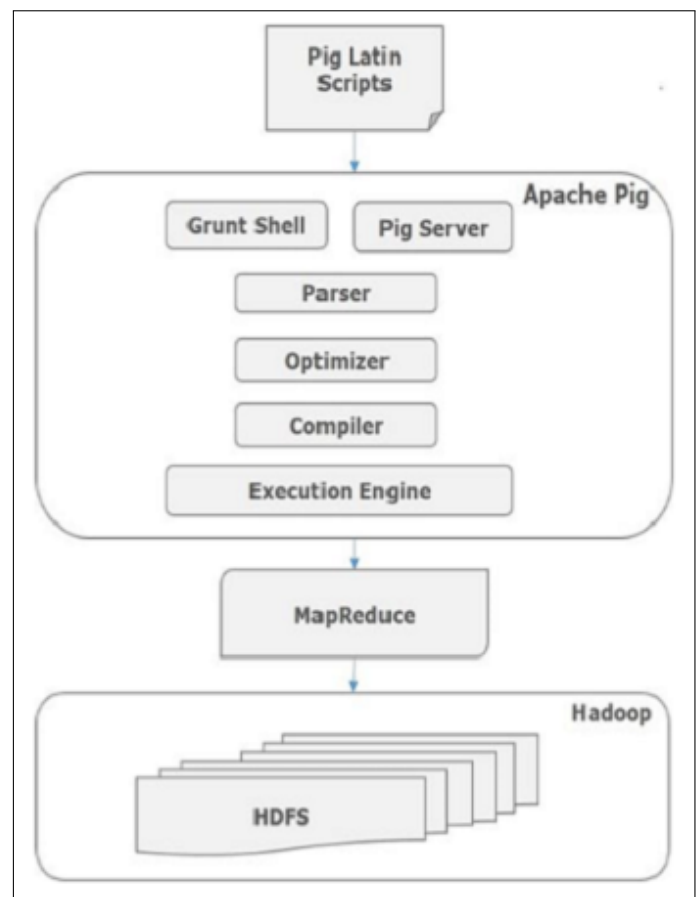 Pig Latin
Scripts
Apache Pig
Grunt Shell
Pig Server
Parser
Optimizer
Compiler
Execution Engine
MapReduce
Hadoop
HDFS